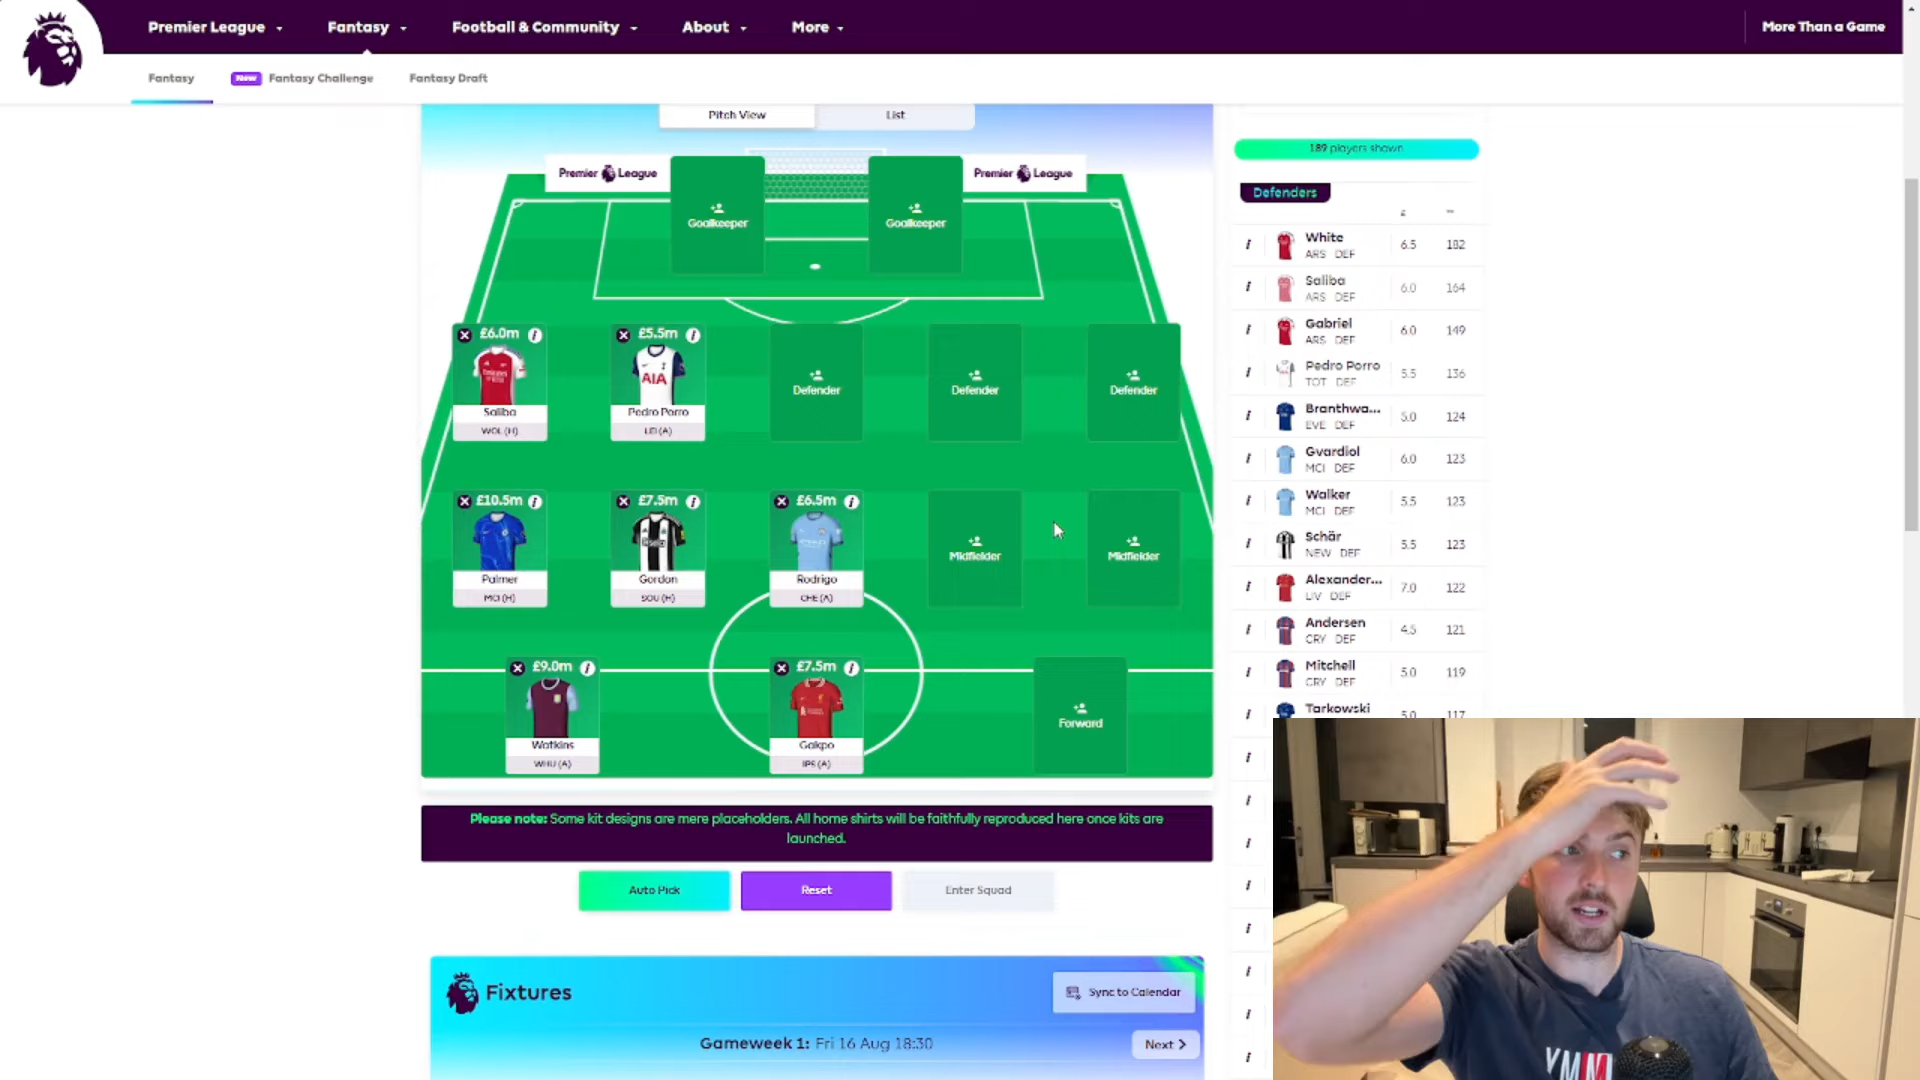 Premier League
Fantasy
Football & Community
About
More
More Than a Game
Fantasy
New
Fantasy Challenge
Fantasy Draft
Pitch View
List
Premier League
Premier League
Goalkeeper
Goalkeeper
£6.0m
Saliba
WOL (H)
£5.5m
AIA
Pedro Porro
LEI (A)
Defender
Defender
Defender
£10.5m
Palmer
MCI (H)
£7.5m
Gordon
SOU (H)
£6.5m
Rodrigo
CHE (A)
Midfielder
Midfielder
£9.0m
Watkins
WHU (A)
£7.5m
Gakpo
IPS (A)
Forward
Please note: Some kit designs are mere placeholders. All home shirts will be faithfully reproduced here once kits are
launched.
Auto Pick
Reset
Enter Squad
Fixtures
Sync to Calendar
Gameweek 1: Fri 16 Aug 18:30
Next
189 players shown
Defenders
£
White 6.5 182
ARS DEF
Saliba 6.0 164
ARS DEF
Gabriel 6.0 149
ARS DEF
Pedro Porro 5.5 136
TOT DEF
Branthwa... 5.0 124
EVE DEF
Gvardiol 6.0 123
MCI DEF
Walker 5.5 123
MCI DEF
Schär 5.5 123
NEW DEF
Alexander... 7.0 122
LIV DEF
Andersen 4.5 121
CRY DEF
Mitchell 5.0 119
CRY DEF
Tarkowski 5.0 117